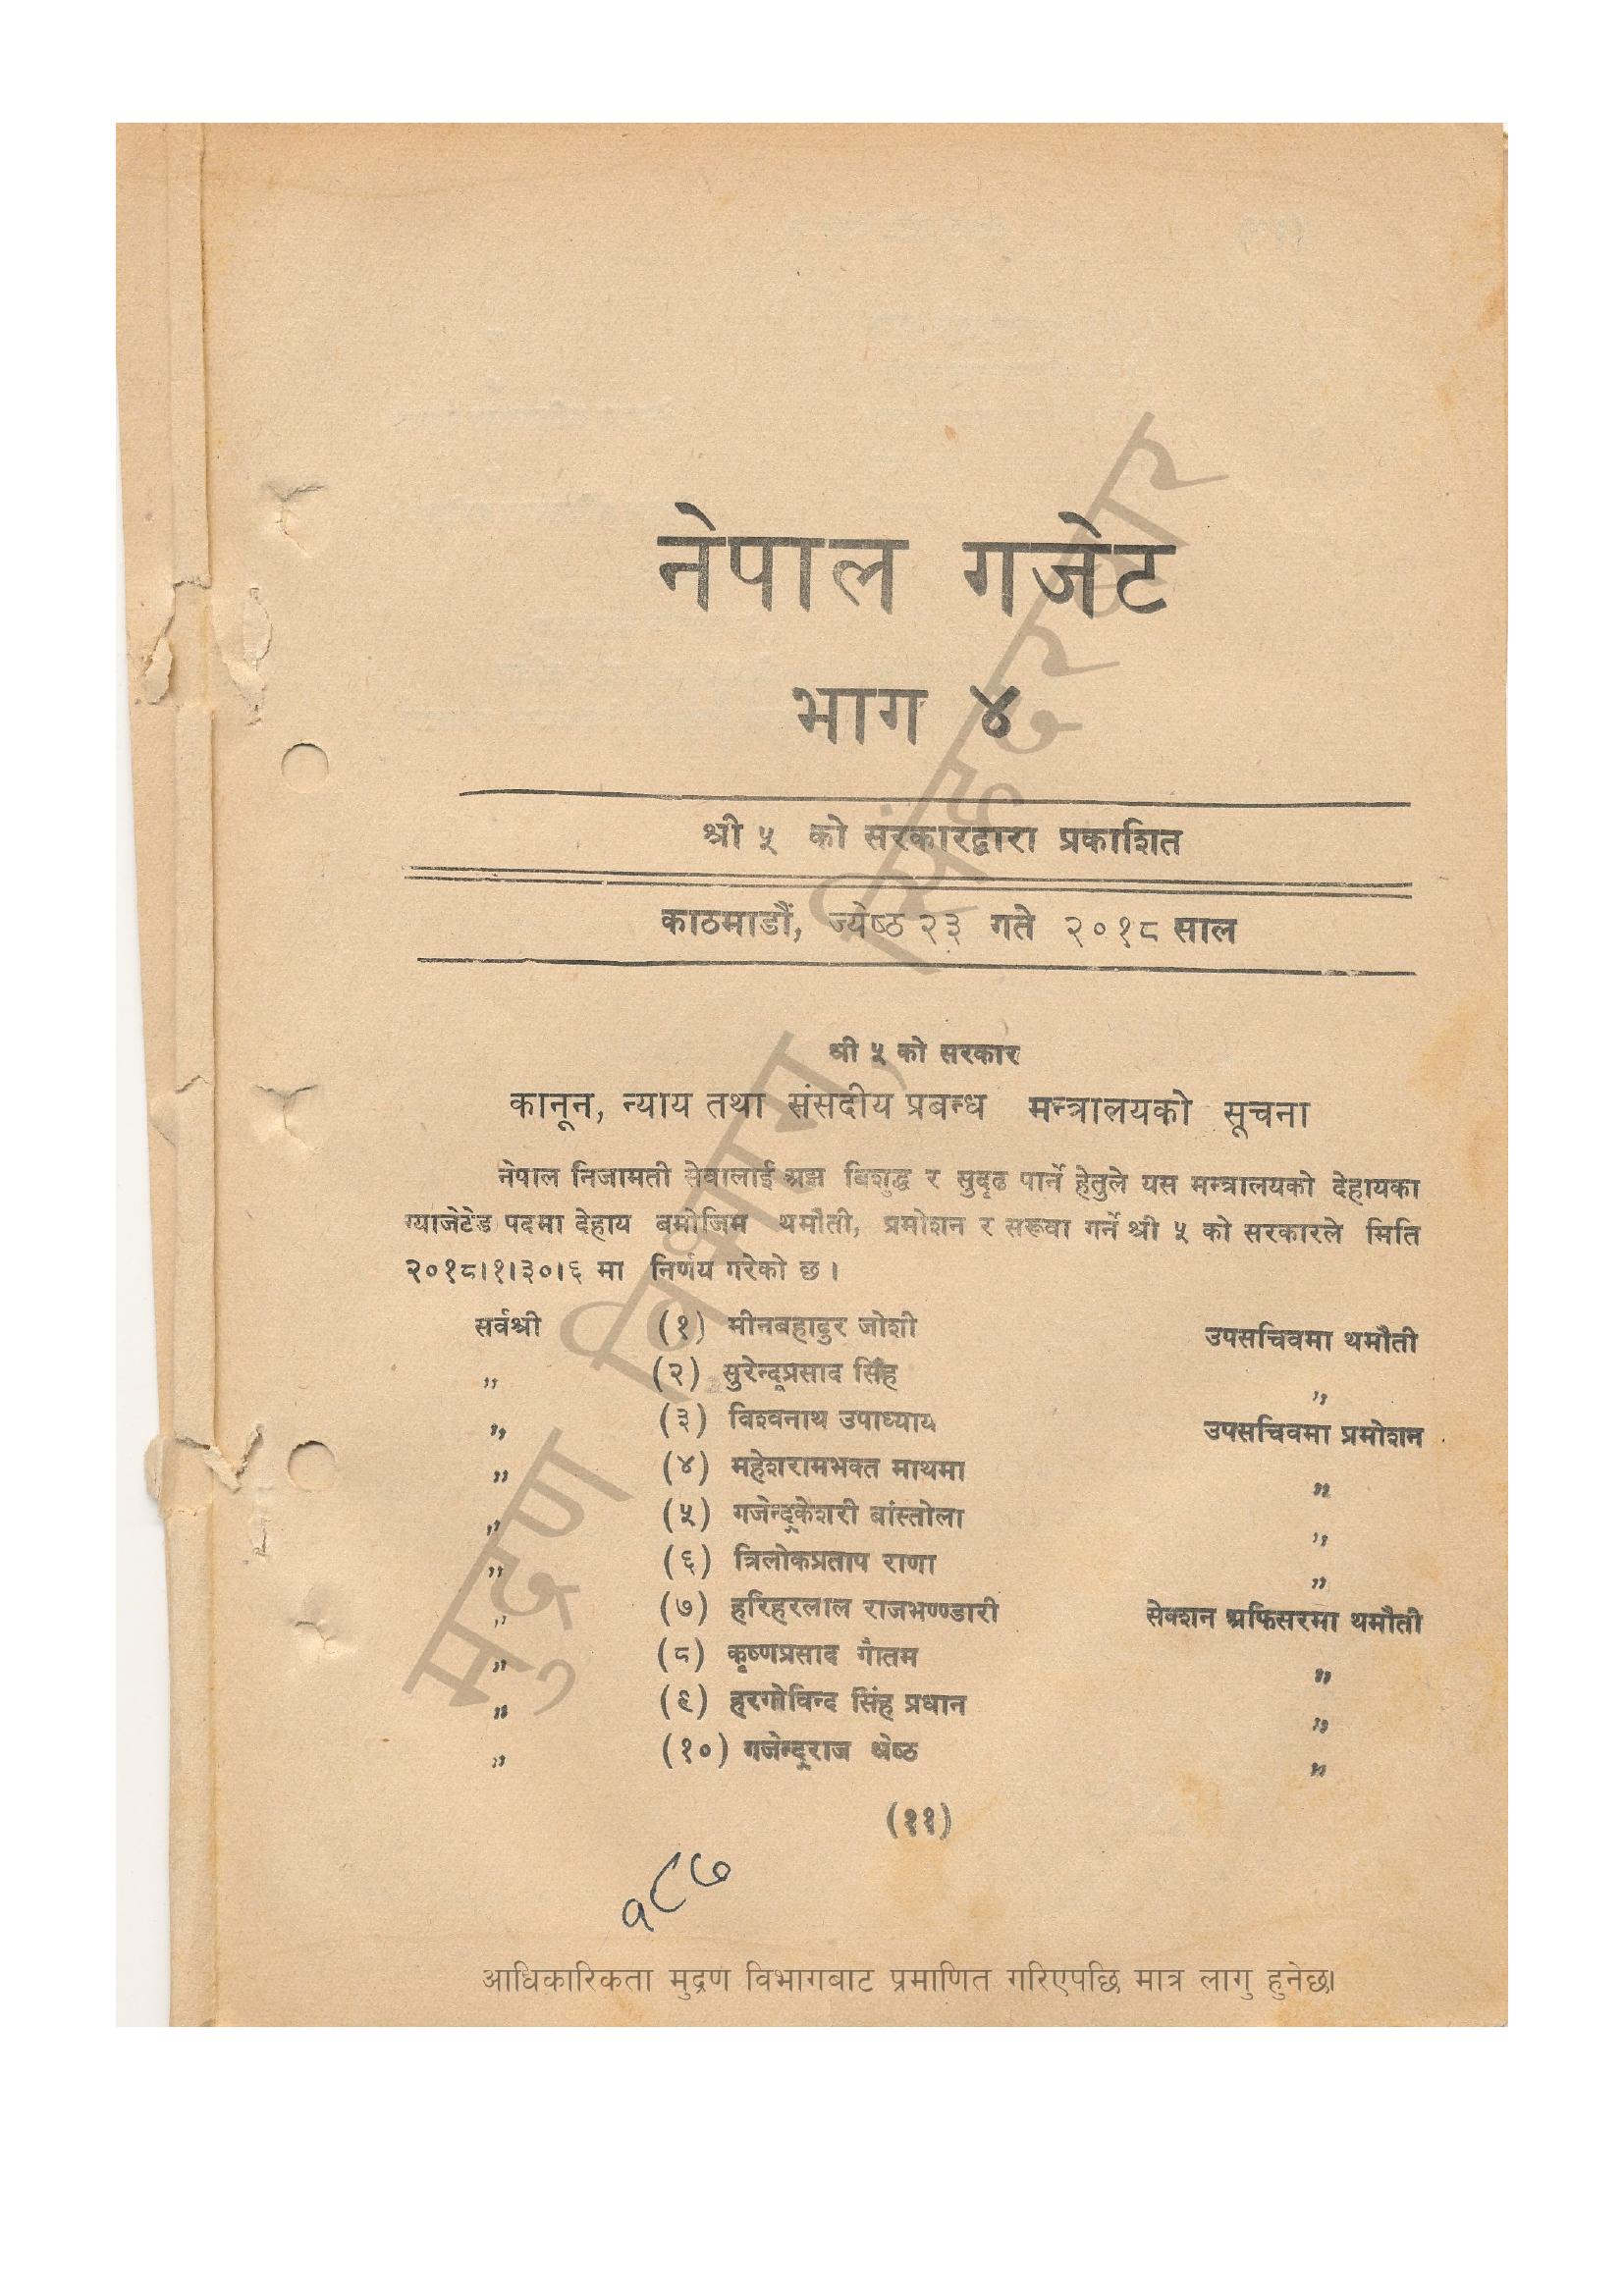 नेपाल गजेट
भाग ४
श्री ५ को सरकारद्वारा प्रकाशित
काठमाडौं, ज्येष्ठ २३ गते २०१८ साल
श्री ५ को सरकार
कानून, न्याय तथा संसदीय प्रबन्ध मन्त्रालयको सूचना
नेपाल निजामती सेवालाई अझ बिशुद्ध र सुदृढ पार्ने हेतुले यस मन्त्रालयको देहायका
ग्याजेटेड पदमा देहाय बमोजिम थमौती, प्रमोशन र सरूवा गर्ने श्री ५ को सरकारले मिति
२०१८।१।३०।६ मा निर्णय गरेको छ ।
सर्वश्री (१) मीनबहादुर जोशी उपसचिवमा थमौती
" (२) सुरेन्द्रप्रसाद सिंह "
" (३) विश्वनाथ उपाध्याय उपसचिवमा प्रमोशन
" (४) महेशरामभक्त माथमा "
" (५) गजेन्द्रकेशरी बांस्तोला "
" (६) त्रिलोकप्रताप राणा "
" (७) हरिहरलाल राजभण्डारी सेक्शन अफिसरमा थमौती
" (८) कृष्णप्रसाद गौतम "
" (९) हरगोविन्द सिंह प्रधान "
" (१०) गजेन्द्रराज श्रेष्ठ "
(११)
१८७
आधिकारिकता मुद्रण विभागबाट प्रमाणित गरिएपछि मात्र लागु हुनेछ।
मुद्रण विभाग, सिंहदरबार